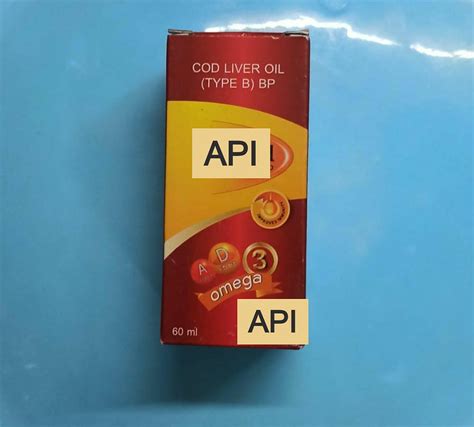 COD LIVER OIL
(TYPE B) BP
API
A
D
3
omega
60 ml
API